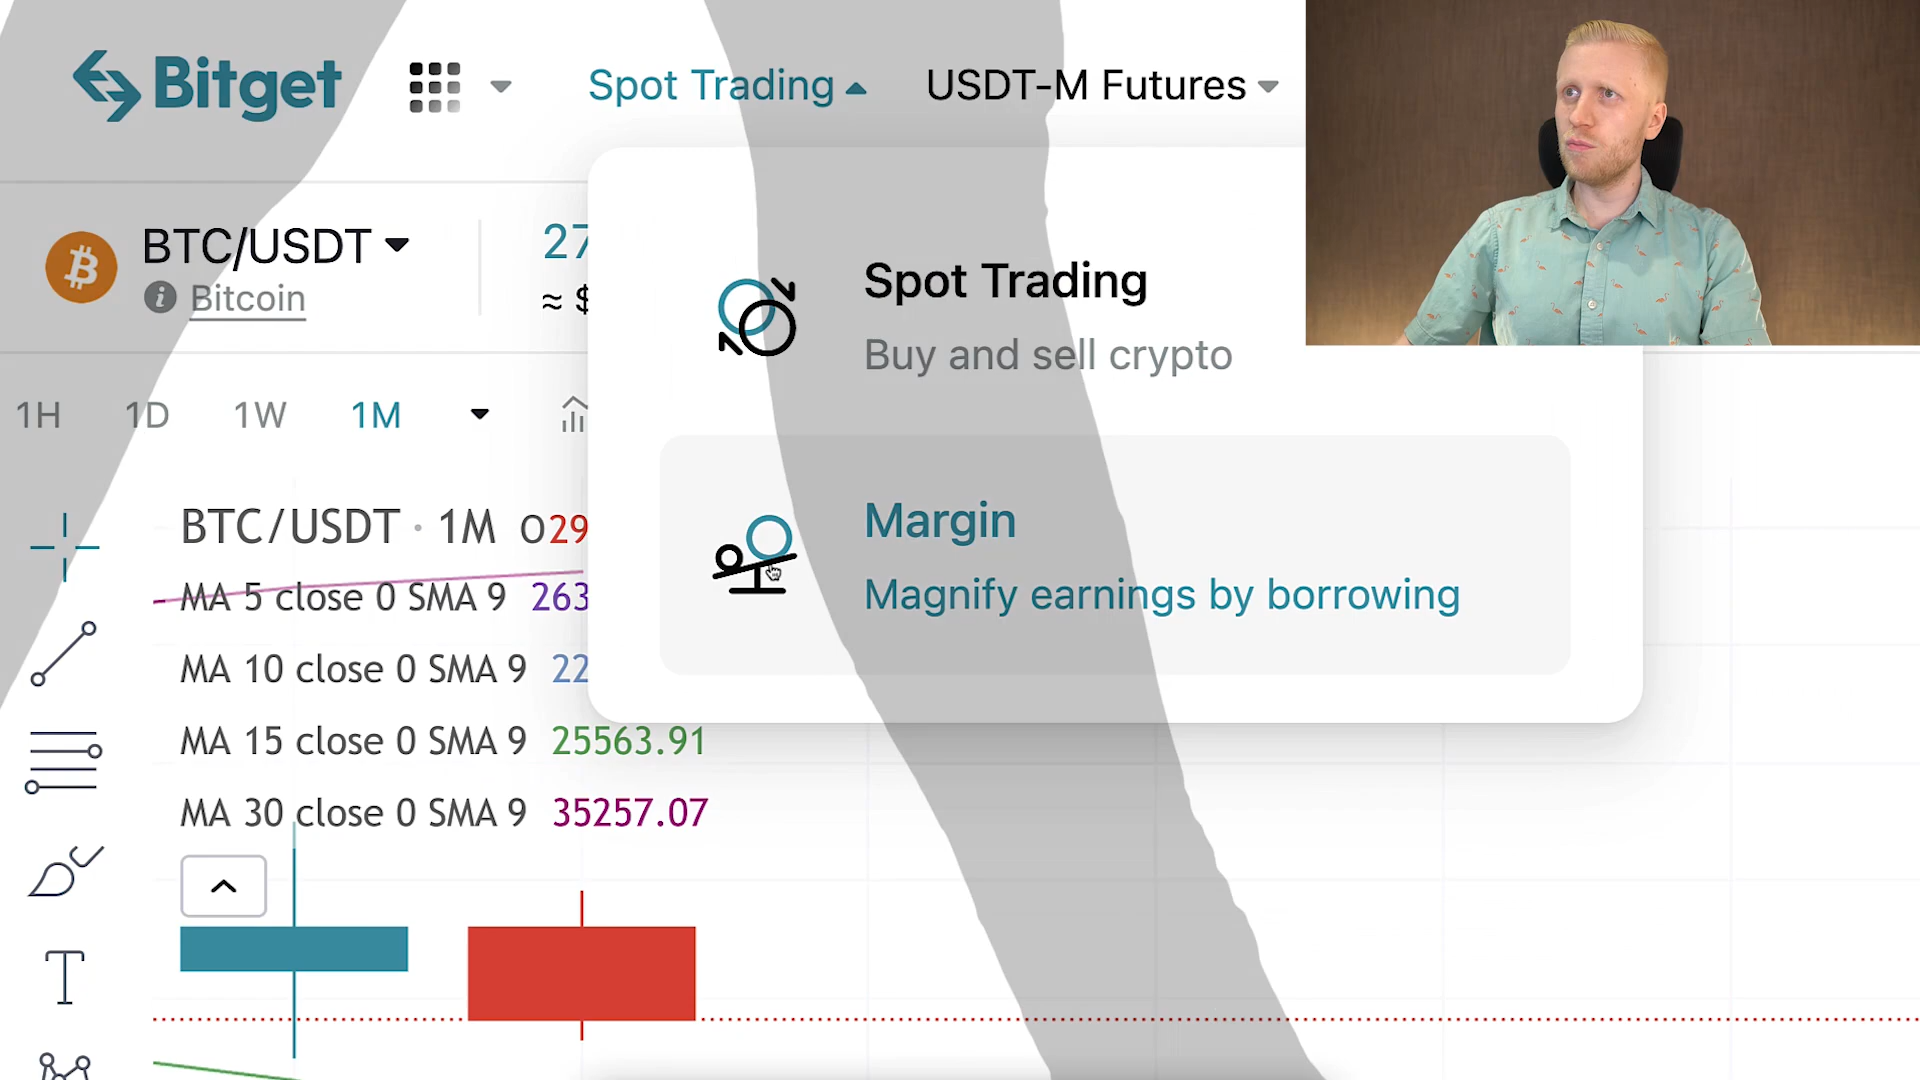 Bitget
Spot Trading
USDT-M Futures
BTC/USDT
Bitcoin
27
≈ $
Spot Trading
Buy and sell crypto
Margin
Magnify earnings by borrowing
1H 1D 1W 1M
BTC/USDT · 1M O29
MA 5 close 0 SMA 9 263
MA 10 close 0 SMA 9 22
MA 15 close 0 SMA 9 25563.91
MA 30 close 0 SMA 9 35257.07